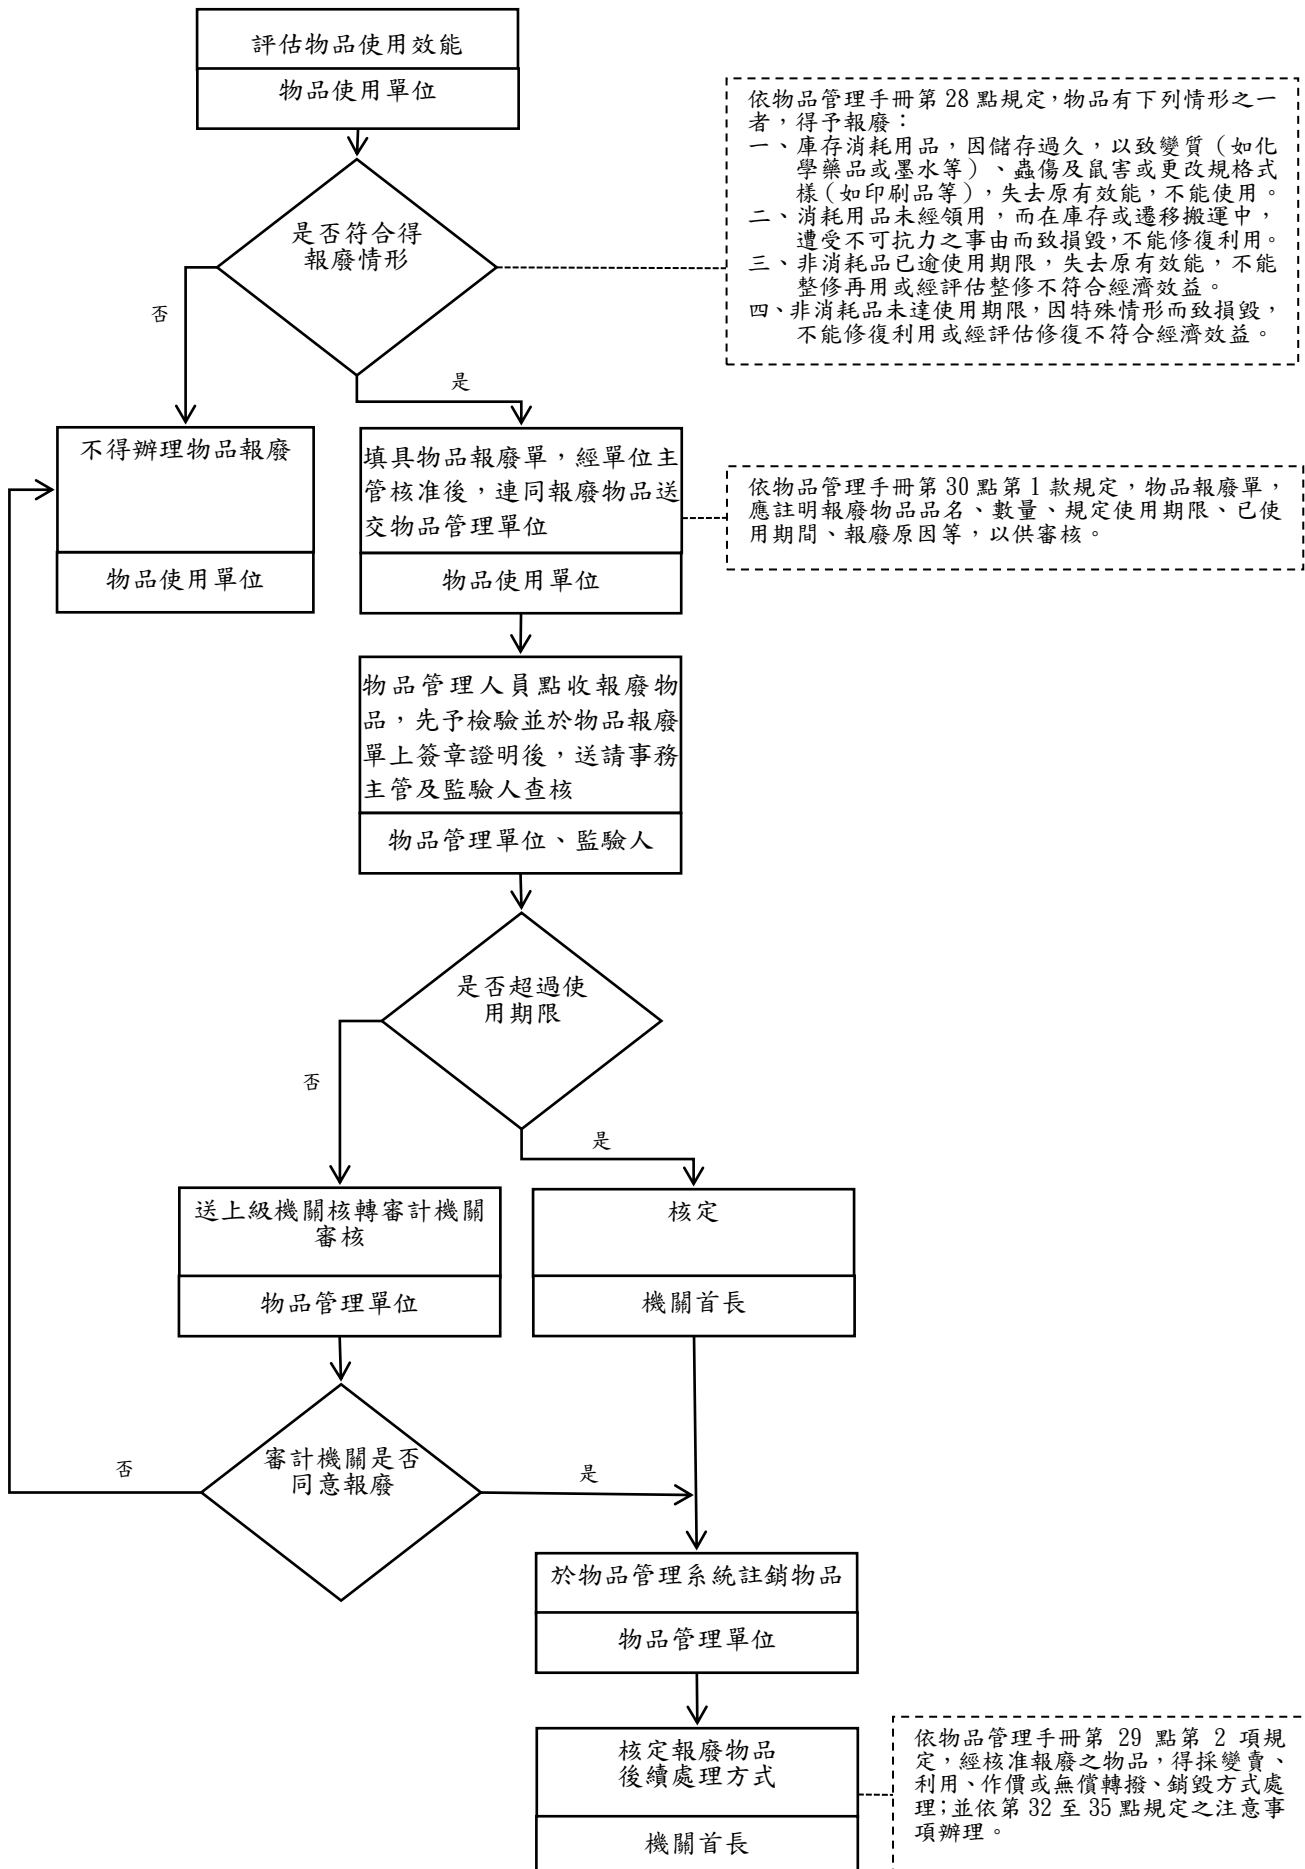 評估物品使用效能
物品使用單位
依物品管理手冊第 28 點規定，物品有下列情形之一
者，得予報廢：
一、庫存消耗用品，因儲存過久，以致變質（如化
學藥品或墨水等）、蟲傷及鼠害或更改規格式
樣（如印刷品等），失去原有效能，不能使用。
二、消耗用品未經領用，而在庫存或遷移搬運中，
遭受不可抗力之事由而致損毀，不能修復利用。
三、非消耗品已逾使用期限，失去原有效能，不能
整修再用或經評估整修不符合經濟效益。
四、非消耗品未達使用期限，因特殊情形而致損毀，
不能修復利用或經評估修復不符合經濟效益。
是否符合得
報廢情形
否
是
不得辦理物品報廢
物品使用單位
填具物品報廢單，經單位主
管核准後，連同報廢物品送
交物品管理單位
物品使用單位
依物品管理手冊第 30 點第 1 款規定，物品報廢單，
應註明報廢物品品名、數量、規定使用期限、已使
用期間、報廢原因等，以供審核。
物品管理人員點收報廢物
品，先予檢驗並於物品報廢
單上簽章證明後，送請事務
主管及監驗人查核
物品管理單位、監驗人
是否超過使
用期限
否
是
送上級機關核轉審計機關
審核
物品管理單位
核定
機關首長
審計機關是否
同意報廢
否
是
於物品管理系統註銷物品
物品管理單位
核定報廢物品
後續處理方式
機關首長
依物品管理手冊第 29 點第 2 項規
定，經核准報廢之物品，得採變賣、
利用、作價或無償轉撥、銷毀方式處
理；並依第 32 至 35 點規定之注意事
項辦理。